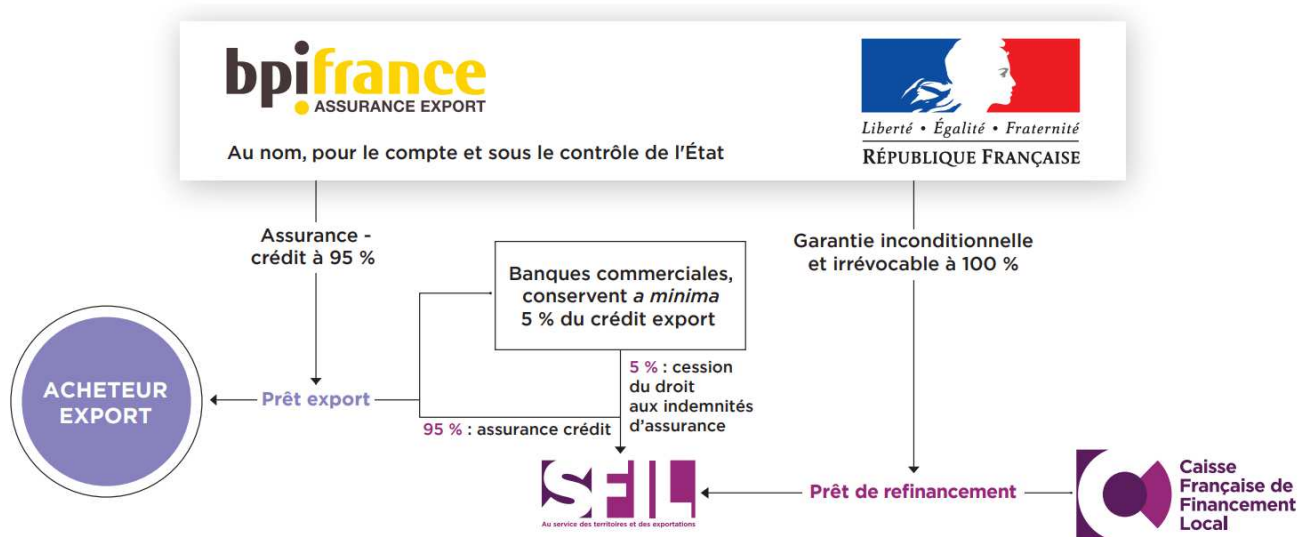 bpifrance
ASSURANCE EXPORT
Liberté • Égalité • Fraternité
RÉPUBLIQUE FRANÇAISE
Au nom, pour le compte et sous le contrôle de l'État
Assurance -
crédit à 95 %
Garantie inconditionnelle
et irrévocable à 100 %
Banques commerciales,
conservent a minima
5 % du crédit export
ACHETEUR
EXPORT
Prêt export
5 % : cession
du droit
aux indemnités
d'assurance
95 % : assurance crédit
SFIL
Au service des territoires et des exportations
Prêt de refinancement
Caisse
Française de
Financement
Local